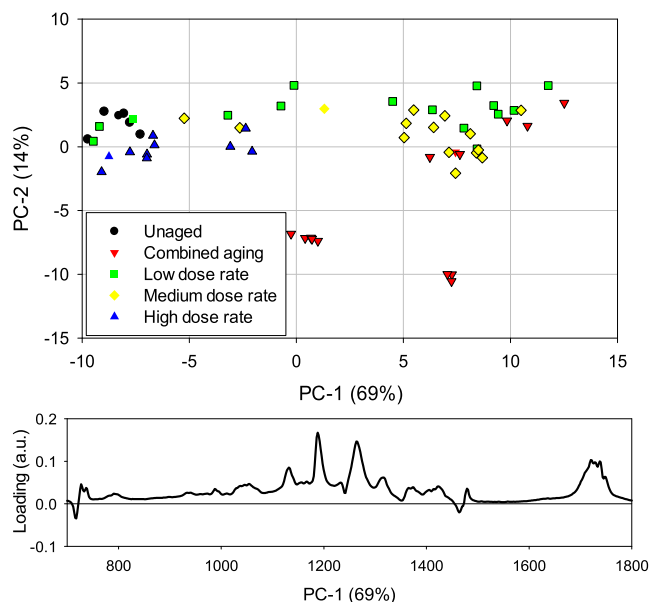 10
5
0
-5
-10
-15
PC-2 (14%)
Unaged
Combined aging
Low dose rate
Medium dose rate
High dose rate
-10 -5 0 5 10 15
PC-1 (69%)
0.2
0.1
0.0
-0.1
Loading (a.u.)
800 1000 1200 1400 1600 1800
PC-1 (69%)